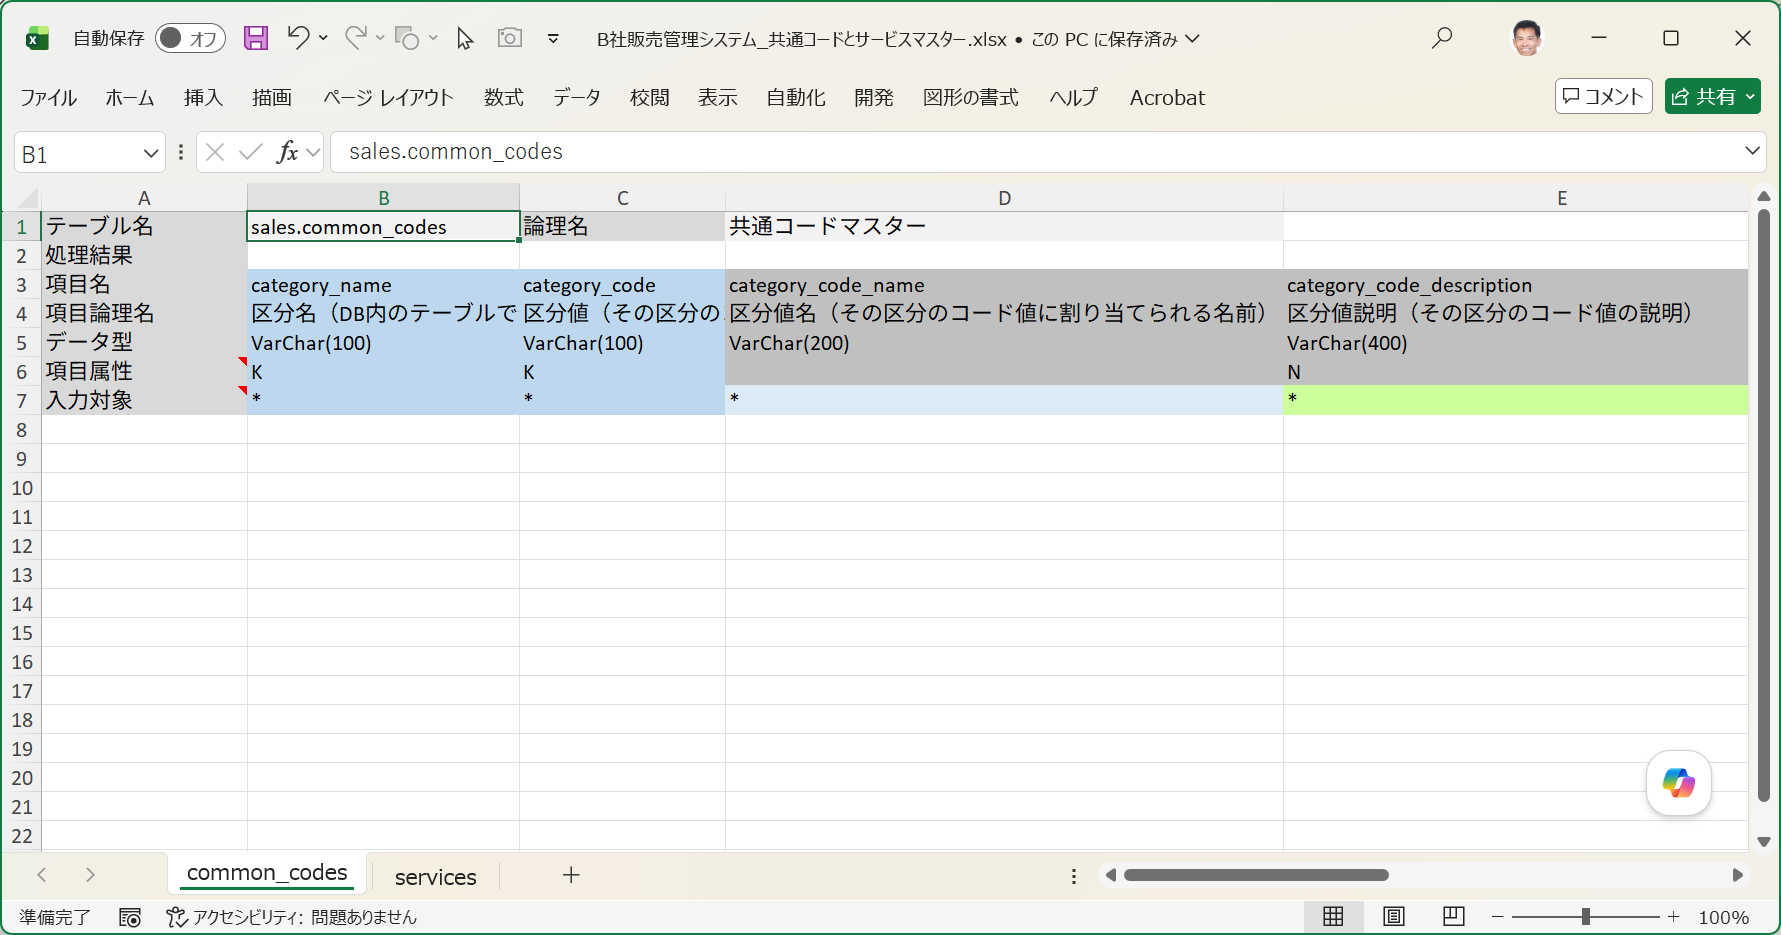 自動保存 オフ B社販売管理システム_共通コードとサービスマスター.xlsx • この PC に保存済み
ファイル ホーム 挿入 描画 ページ レイアウト 数式 データ 校閲 表示 自動化 開発 図形の書式 ヘルプ Acrobat コメント 共有
B1 fx sales.common_codes
A B C D E
1 テーブル名 sales.common_codes 論理名 共通コードマスター
2 処理結果
3 項目名 category_name category_code category_code_name category_code_description
4 項目論理名 区分名（DB内のテーブルで 区分値（その区分の 区分値名（その区分のコード値に割り当てられる名前） 区分値説明（その区分のコード値の説明）
5 データ型 VarChar(100) VarChar(100) VarChar(200) VarChar(400)
6 項目属性 K K N
7 入力対象 * * * *
8
9
10
11
12
13
14
15
16
17
18
19
20
21
22
common_codes services
準備完了 アクセシビリティ: 問題ありません 100%